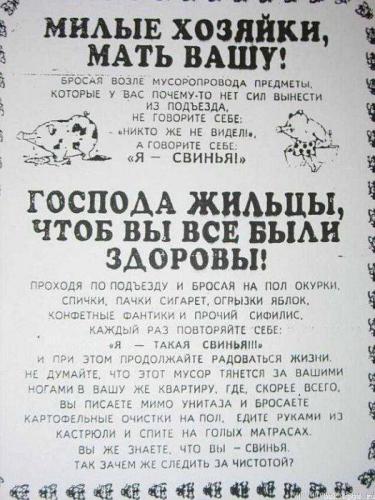 МИЛЫЕ ХОЗЯЙКИ,
МАТЬ ВАШУ!
БРОСАЯ ВОЗЛЕ МУСОРОПРОВОДА ПРЕДМЕТЫ,
КОТОРЫЕ У ВАС ПОЧЕМУ-ТО НЕТ СИЛ ВЫНЕСТИ
ИЗ ПОДЪЕЗДА,
НЕ ГОВОРИТЕ СЕБЕ:
«НИКТО ЖЕ НЕ ВИДЕЛ!»,
А ГОВОРИТЕ СЕБЕ:
«Я — СВИНЬЯ!»
ГОСПОДА ЖИЛЬЦЫ,
ЧТОБ ВЫ ВСЕ БЫЛИ
ЗДОРОВЫ!
ПРОХОДЯ ПО ПОДЪЕЗДУ И БРОСАЯ НА ПОЛ ОКУРКИ,
СПИЧКИ, ПАЧКИ СИГАРЕТ, ОГРЫЗКИ ЯБЛОК,
КОНФЕТНЫЕ ФАНТИКИ И ПРОЧИЙ СИФИЛИС,
КАЖДЫЙ РАЗ ПОВТОРЯЙТЕ СЕБЕ:
«Я — ТАКАЯ СВИНЬЯ!!!»
И ПРИ ЭТОМ ПРОДОЛЖАЙТЕ РАДОВАТЬСЯ ЖИЗНИ.
НЕ ДУМАЙТЕ, ЧТО ЭТОТ МУСОР ТЯНЕТСЯ ЗА ВАШИМИ
НОГАМИ В ВАШУ ЖЕ КВАРТИРУ, ГДЕ, СКОРЕЕ ВСЕГО,
ВЫ ПИСАЕТЕ МИМО УНИТАЗА И БРОСАЕТЕ
КАРТОФЕЛЬНЫЕ ОЧИСТКИ НА ПОЛ, ЕДИТЕ РУКАМИ ИЗ
КАСТРЮЛИ И СПИТЕ НА ГОЛЫХ МАТРАСАХ.
ВЫ ЖЕ ЗНАЕТЕ, ЧТО ВЫ - СВИНЬЯ.
ТАК ЗАЧЕМ ЖЕ СЛЕДИТЬ ЗА ЧИСТОТОЙ?